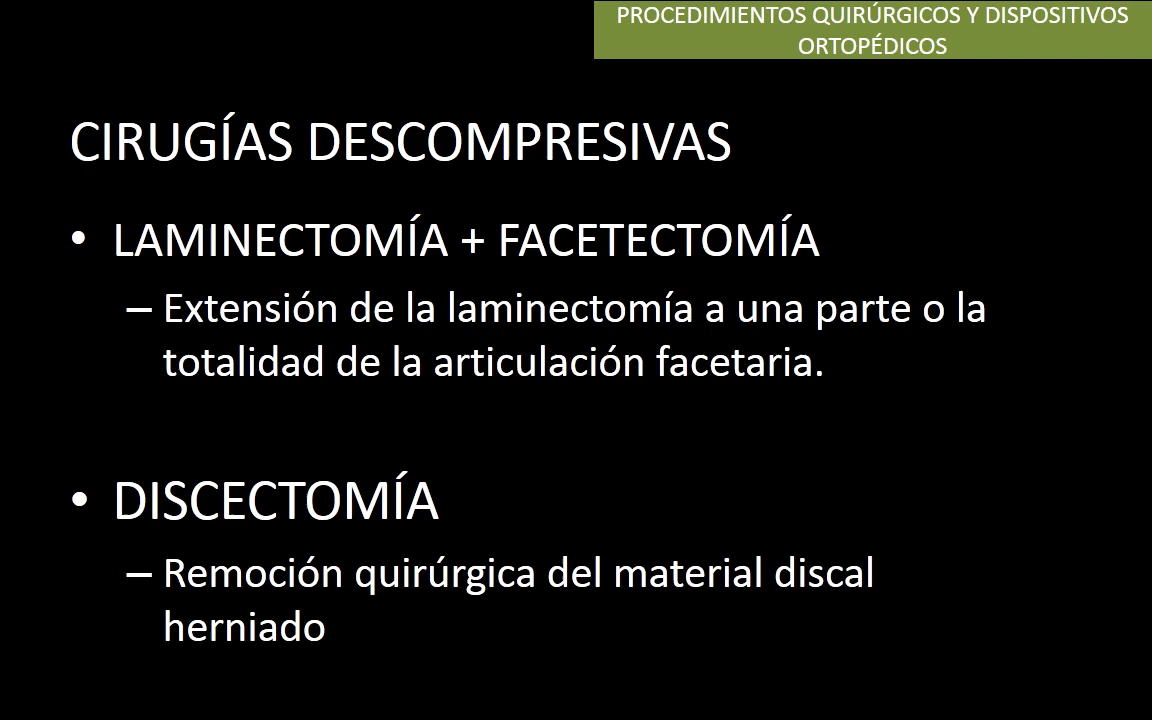 PROCEDIMIENTOS QUIRÚRGICOS Y DISPOSITIVOS
ORTOPÉDICOS
CIRUGÍAS DESCOMPRESIVAS
• LAMINECTOMÍA + FACETECTOMÍA
– Extensión de la laminectomía a una parte o la
totalidad de la articulación facetaria.
• DISCECTOMÍA
– Remoción quirúrgica del material discal
herniado